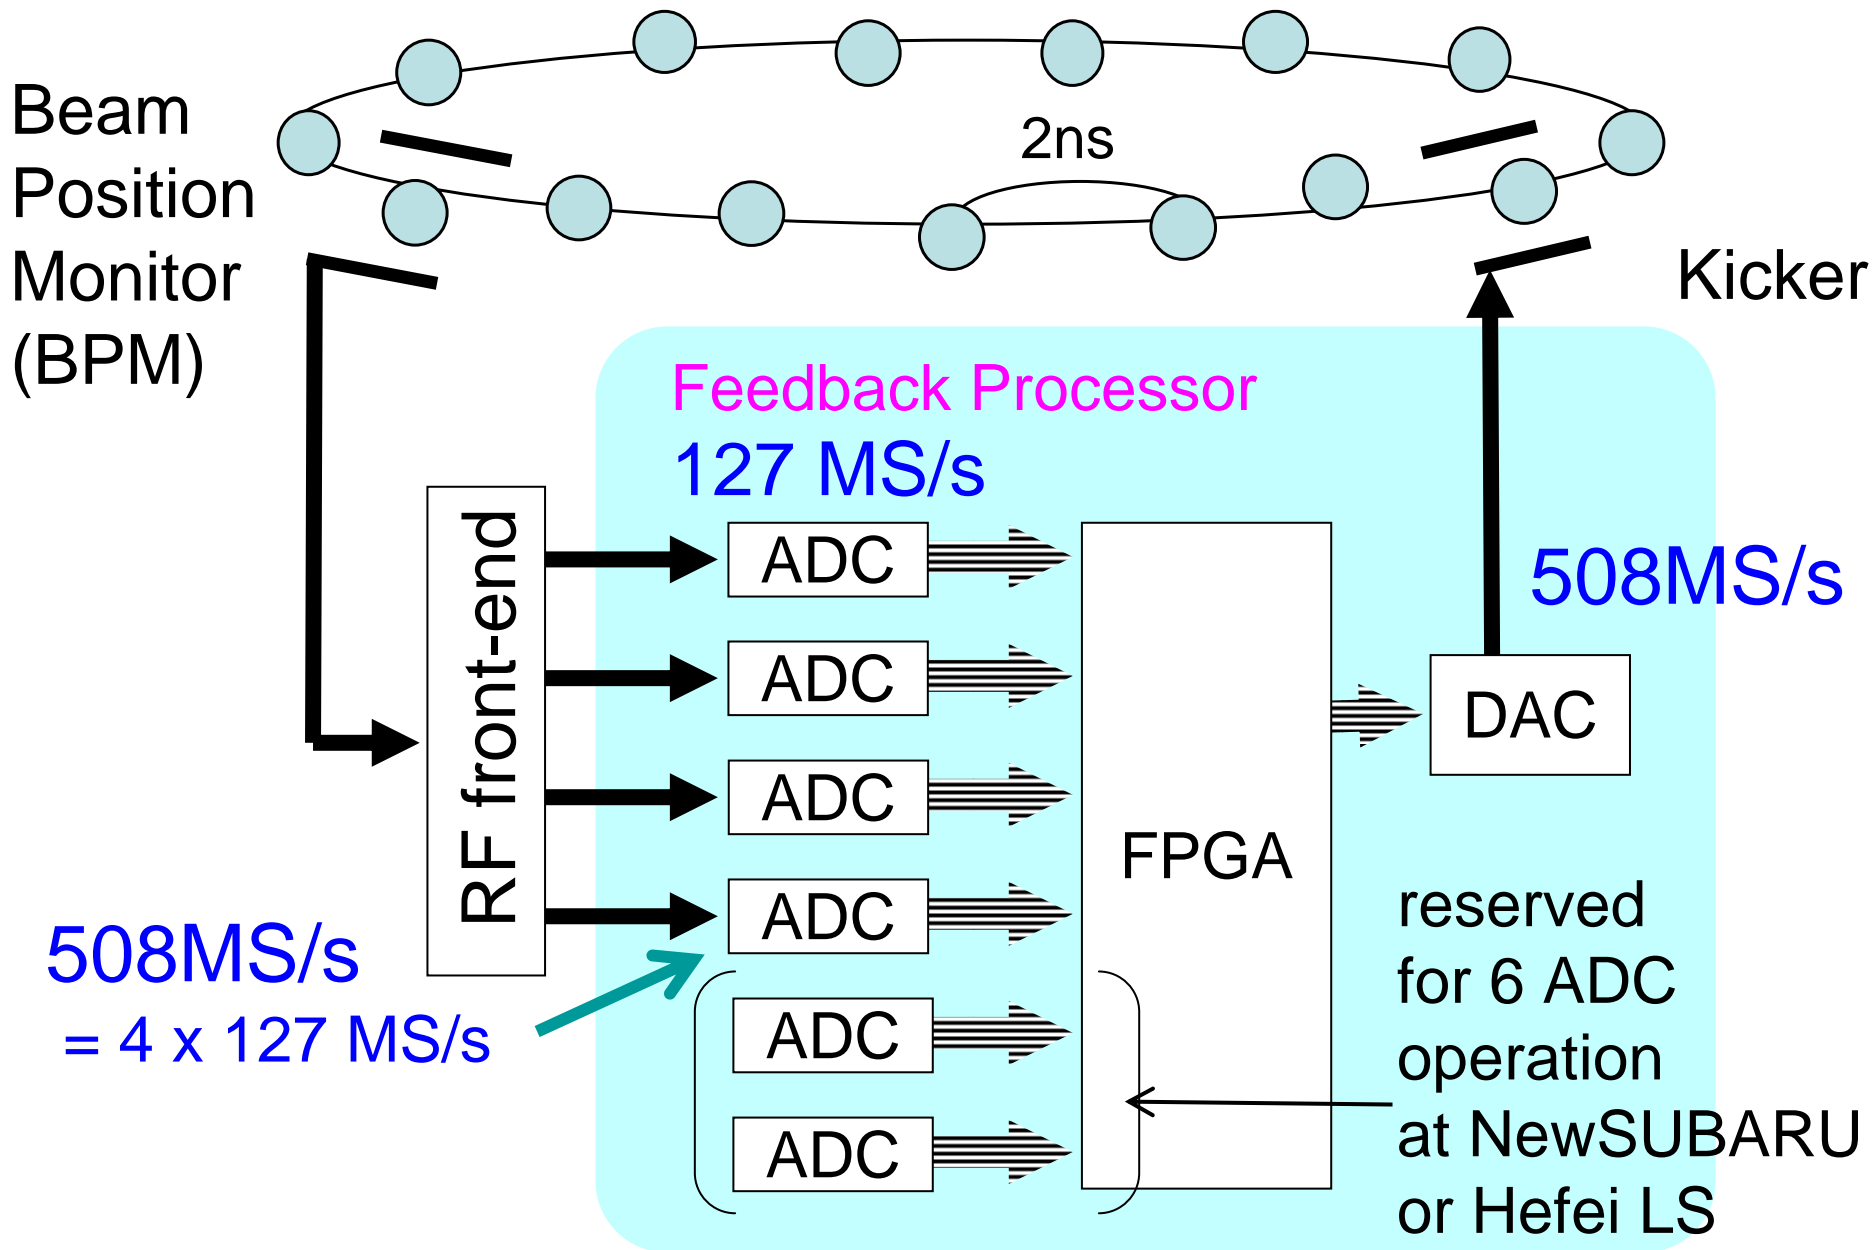 Beam
Position
Monitor
(BPM)
2ns
Kicker
Feedback Processor
127 MS/s
RF front-end
ADC
ADC
ADC
ADC
ADC
ADC
FPGA
508MS/s
DAC
508MS/s
= 4 x 127 MS/s
reserved
for 6 ADC
operation
at NewSUBARU
or Hefei LS